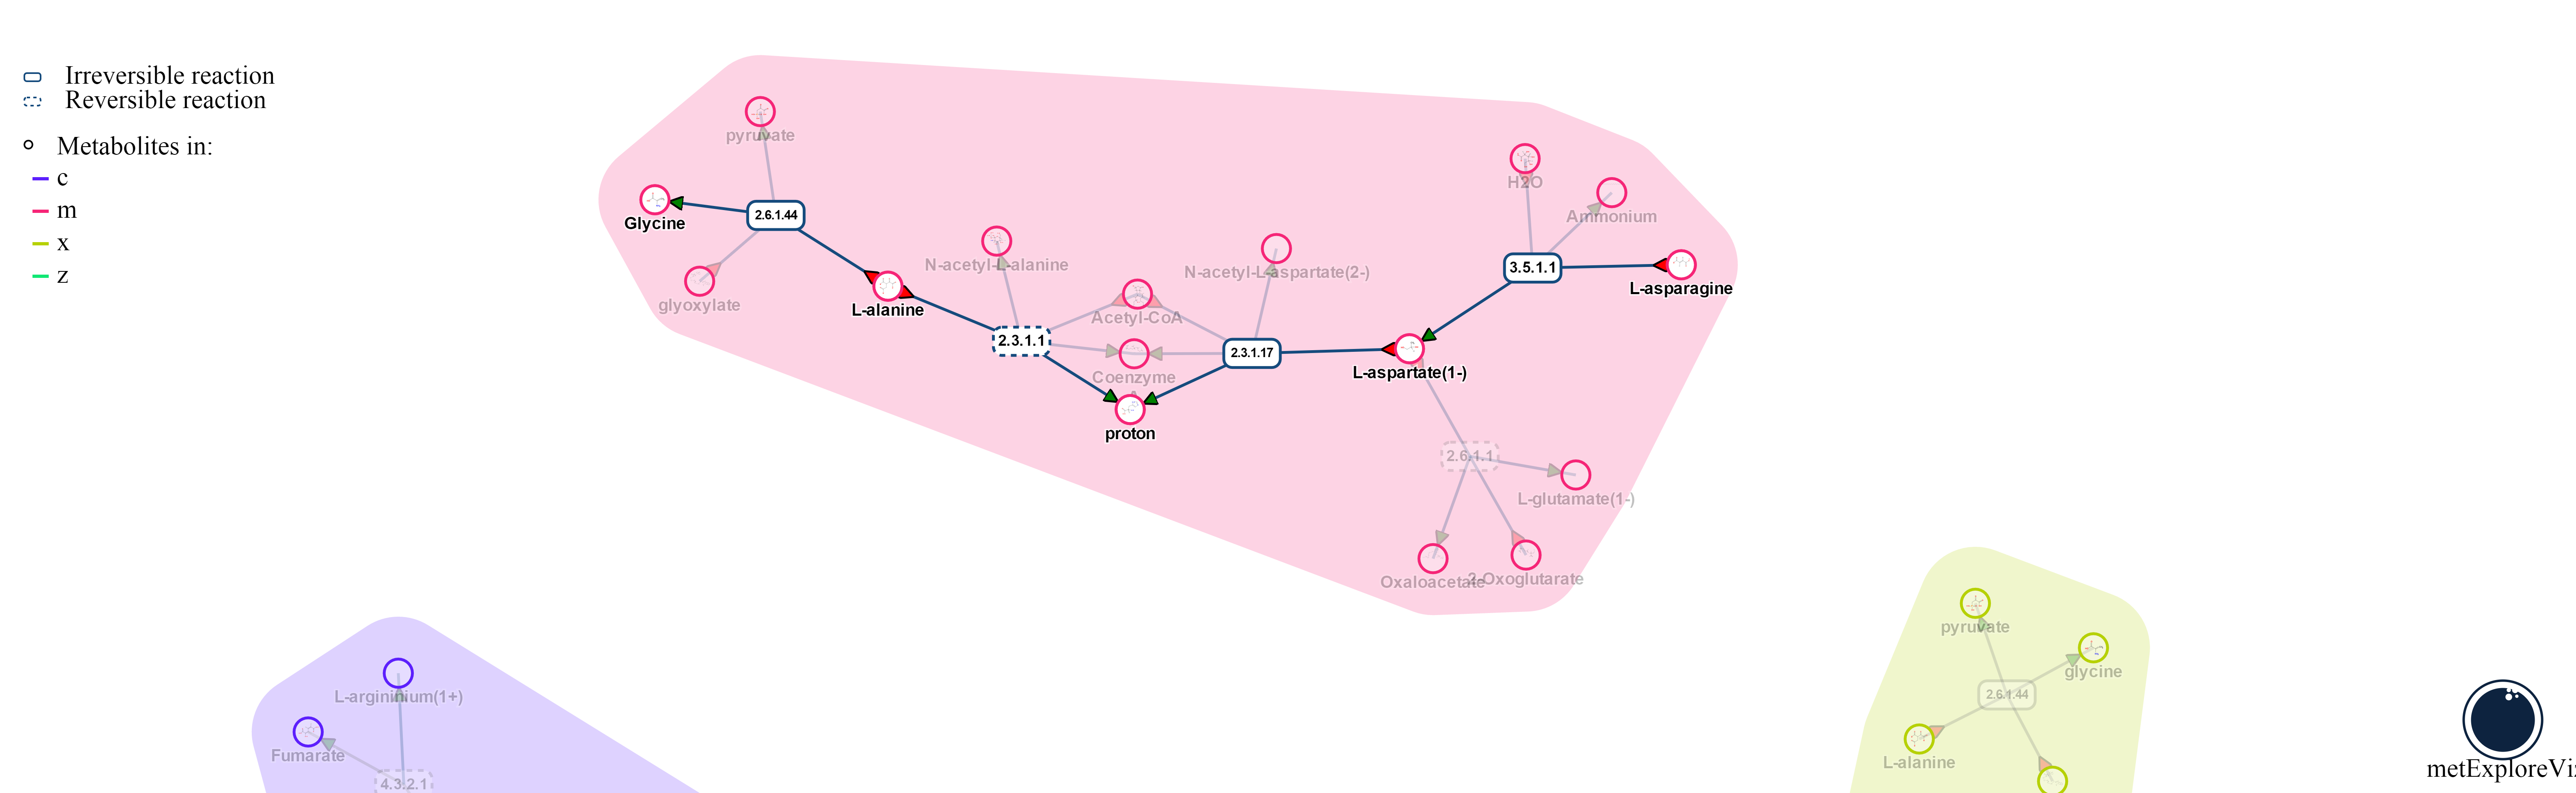 Irreversible reaction
Reversible reaction
Metabolites in:
c
m
x
z
pyruvate
Glycine
2.6.1.44
glyoxylate
L-alanine
N-acetyl-L-alanine
2.3.1.1
Acetyl-CoA
Coenzyme
proton
N-acetyl-L-aspartate(2-)
2.3.1.17
H2O
Ammonium
3.5.1.1
L-asparagine
L-aspartate(1-)
2.6.1.1
L-glutamate(1-)
Oxaloacetate
2-Oxoglutarate
L-argininium(1+)
Fumarate
4.3.2.1
pyruvate
glycine
2.6.1.44
L-alanine
metExploreVi